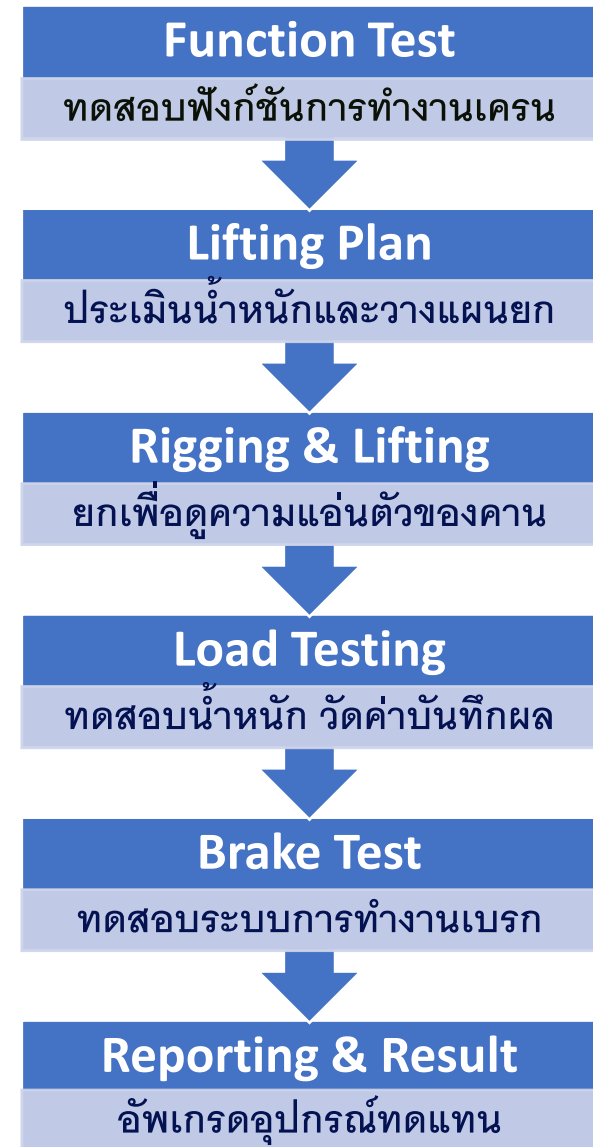 Function Test
ทดสอบฟังก์ชันการทำงานเครน
Lifting Plan
ประเมินน้ำหนักและวางแผนยก
Rigging & Lifting
ยกเพื่อดูความแอ่นตัวของคาน
Load Testing
ทดสอบน้ำหนัก วัดค่าบันทึกผล
Brake Test
ทดสอบระบบการทำงานเบรก
Reporting & Result
อัพเกรดอุปกรณ์ทดแทน